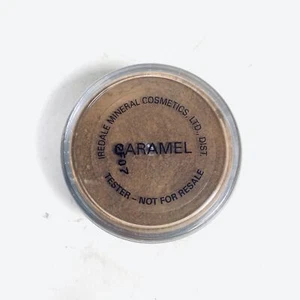 IREDALE MINERAL COSMETICS, LTD., DIST.
CARAMEL
TESTER – NOT FOR RESALE